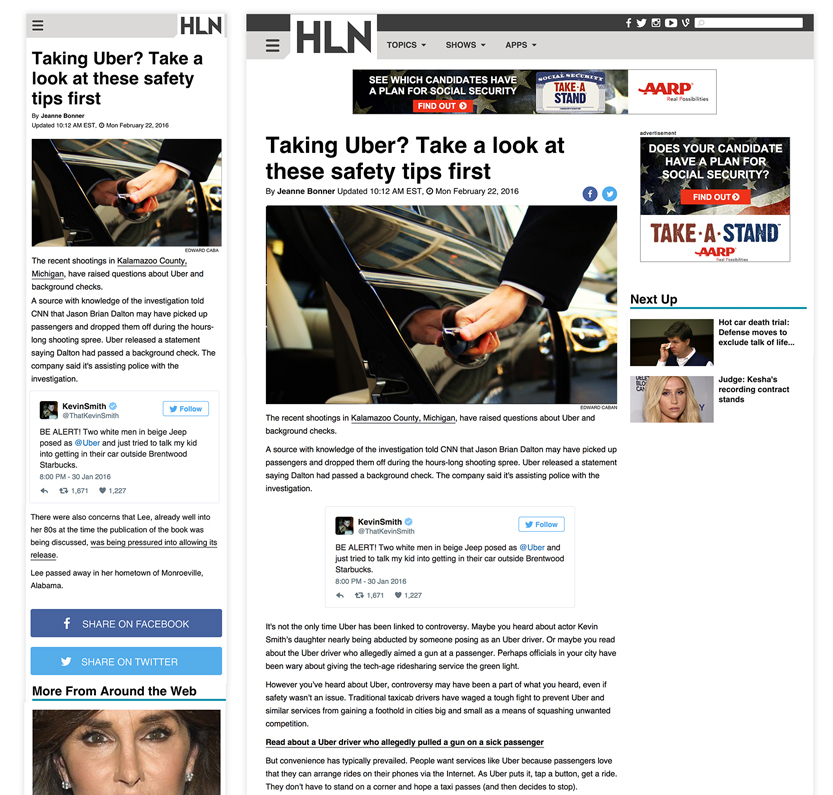 HLN
Taking Uber? Take a
look at these safety
tips first
By Jeanne Bonner
Updated 10:12 AM EST, Mon February 22, 2016
EDWARD CABA
The recent shootings in Kalamazoo County,
Michigan, have raised questions about Uber and
background checks.
A source with knowledge of the investigation told
CNN that Jason Brian Dalton may have picked up
passengers and dropped them off during the hours-
long shooting spree. Uber released a statement
saying Dalton had passed a background check. The
company said it's assisting police with the
investigation.
KevinSmith
@ThatKevinSmith
Follow
BE ALERT! Two white men in beige Jeep
posed as @Uber and just tried to talk my kid
into getting in their car outside Brentwood
Starbucks.
8:00 PM - 30 Jan 2016
1,671 1,227
There were also concerns that Lee, already well into
her 80s at the time the publication of the book was
being discussed, was being pressured into allowing its
release.
Lee passed away in her hometown of Monroeville,
Alabama.
SHARE ON FACEBOOK
SHARE ON TWITTER
More From Around the Web
HLN
TOPICS SHOWS APPS
SEE WHICH CANDIDATES HAVE
A PLAN FOR SOCIAL SECURITY
FIND OUT
SOCIAL SECURITY
TAKE·A
STAND
AARP
Real Possibilities
Taking Uber? Take a look at
these safety tips first
By Jeanne Bonner Updated 10:12 AM EST, Mon February 22, 2016
EDWARD CABAN
The recent shootings in Kalamazoo County, Michigan, have raised questions about Uber and
background checks.
A source with knowledge of the investigation told CNN that Jason Brian Dalton may have picked up
passengers and dropped them off during the hours-long shooting spree. Uber released a statement
saying Dalton had passed a background check. The company said it's assisting police with the
investigation.
KevinSmith
@ThatKevinSmith
Follow
BE ALERT! Two white men in beige Jeep posed as @Uber and
just tried to talk my kid into getting in their car outside Brentwood
Starbucks.
8:00 PM - 30 Jan 2016
1,671 1,227
It's not the only time Uber has been linked to controversy. Maybe you heard about actor Kevin
Smith's daughter nearly being abducted by someone posing as an Uber driver. Or maybe you read
about the Uber driver who allegedly aimed a gun at a passenger. Perhaps officials in your city have
been wary about giving the tech-age ridesharing service the green light.
However you've heard about Uber, controversy may have been a part of what you heard, even if
safety wasn't an issue. Traditional taxicab drivers have waged a tough fight to prevent Uber and
similar services from gaining a foothold in cities big and small as a means of squashing unwanted
competition.
Read about a Uber driver who allegedly pulled a gun on a sick passenger
But convenience has typically prevailed. People want services like Uber because passengers love
that they can arrange rides on their phones via the Internet. As Uber puts it, tap a button, get a ride.
They don't have to stand on a corner and hope a taxi passes (and then decides to stop).
advertisement
DOES YOUR CANDIDATE
HAVE A PLAN FOR
SOCIAL SECURITY?
FIND OUT
TAKE·A·STAND
AARP
Real Possibilities
Next Up
Hot car death trial:
Defense moves to
exclude talk of life...
Judge: Kesha's
recording contract
stands